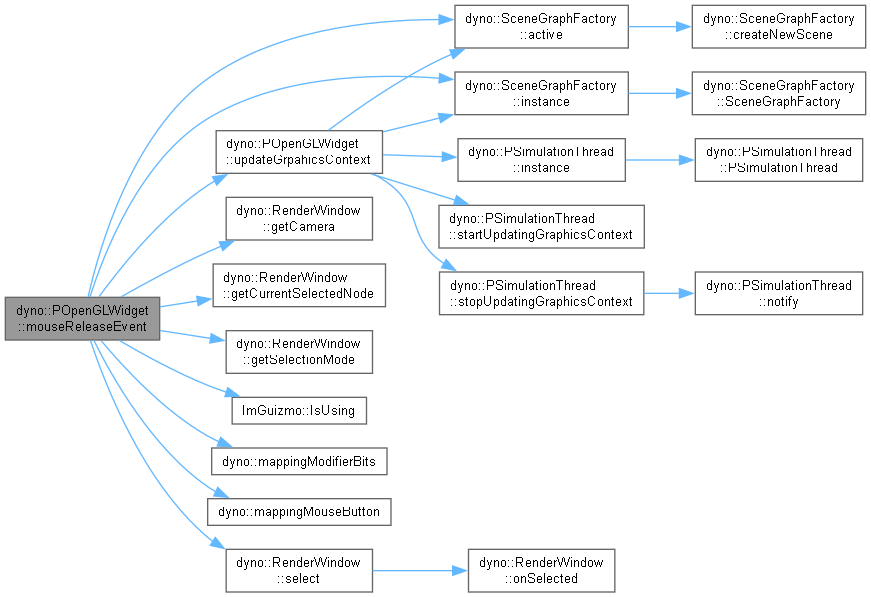 dyno::SceneGraphFactory
::active
dyno::SceneGraphFactory
::createNewScene
dyno::SceneGraphFactory
::instance
dyno::SceneGraphFactory
::SceneGraphFactory
dyno::POpenGLWidget
::updateGrpahicsContext
dyno::PSimulationThread
::instance
dyno::PSimulationThread
::PSimulationThread
dyno::RenderWindow
::getCamera
dyno::PSimulationThread
::startUpdatingGraphicsContext
dyno::RenderWindow
::getCurrentSelectedNode
dyno::PSimulationThread
::stopUpdatingGraphicsContext
dyno::PSimulationThread
::notify
dyno::POpenGLWidget
::mouseReleaseEvent
dyno::RenderWindow
::getSelectionMode
ImGuizmo::IsUsing
dyno::mappingModifierBits
dyno::mappingMouseButton
dyno::RenderWindow
::select
dyno::RenderWindow
::onSelected